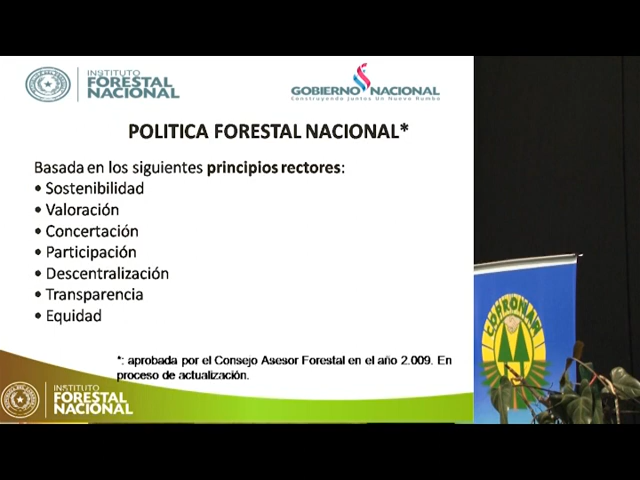 INSTITUTO
FORESTAL
NACIONAL
GOBIERNO NACIONAL
Construyendo Juntos Un Nuevo Rumbo
POLITICA FORESTAL NACIONAL*
Basada en los siguientes principios rectores:
• Sostenibilidad
• Valoración
• Concertación
• Participación
• Descentralización
• Transparencia
• Equidad
*: aprobada por el Consejo Asesor Forestal en el año 2.009. En
proceso de actualización.
INSTITUTO
FORESTAL
NACIONAL
COPRONAR